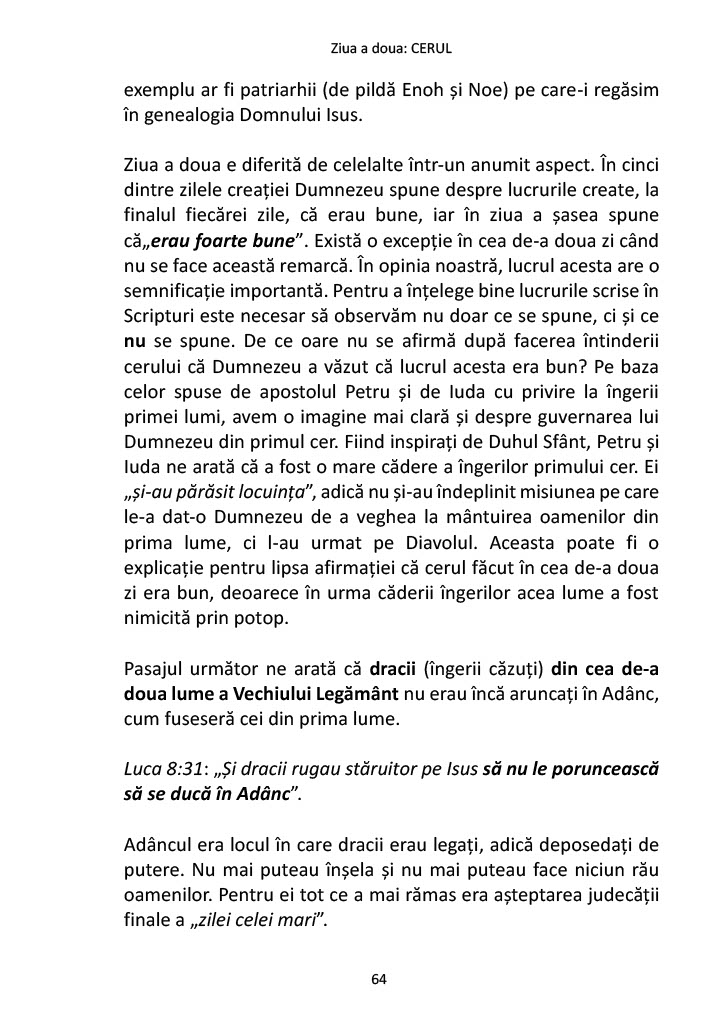 Ziua a doua: CERUL
exemplu ar fi patriarhii (de pildă Enoh și Noe) pe care-i regăsim
în genealogia Domnului Isus.
Ziua a doua e diferită de celelalte într-un anumit aspect. În cinci
dintre zilele creației Dumnezeu spune despre lucrurile create, la
finalul fiecărei zile, că erau bune, iar în ziua a șasea spune
că„erau foarte bune”. Există o excepție în cea de-a doua zi când
nu se face această remarcă. În opinia noastră, lucrul acesta are o
semnificație importantă. Pentru a înțelege bine lucrurile scrise în
Scripturi este necesar să observăm nu doar ce se spune, ci și ce
nu se spune. De ce oare nu se afirmă după facerea întinderii
cerului că Dumnezeu a văzut că lucrul acesta era bun? Pe baza
celor spuse de apostolul Petru și de Iuda cu privire la îngerii
primei lumi, avem o imagine mai clară și despre guvernarea lui
Dumnezeu din primul cer. Fiind inspirați de Duhul Sfânt, Petru și
Iuda ne arată că a fost o mare cădere a îngerilor primului cer. Ei
„și-au părăsit locuința”, adică nu și-au îndeplinit misiunea pe care
le-a dat-o Dumnezeu de a veghea la mântuirea oamenilor din
prima lume, ci l-au urmat pe Diavolul. Aceasta poate fi o
explicație pentru lipsa afirmației că cerul făcut în cea de-a doua
zi era bun, deoarece în urma căderii îngerilor acea lume a fost
nimicită prin potop.
Pasajul următor ne arată că dracii (îngerii căzuți) din cea de-a
doua lume a Vechiului Legământ nu erau încă aruncați în Adânc,
cum fuseseră cei din prima lume.
Luca 8:31: „Și dracii rugau stăruitor pe Isus să nu le poruncească
să se ducă în Adânc”.
Adâncul era locul în care dracii erau legați, adică deposedați de
putere. Nu mai puteau înșela și nu mai puteau face niciun rău
oamenilor. Pentru ei tot ce a mai rămas era așteptarea judecății
finale a „zilei celei mari”.
64